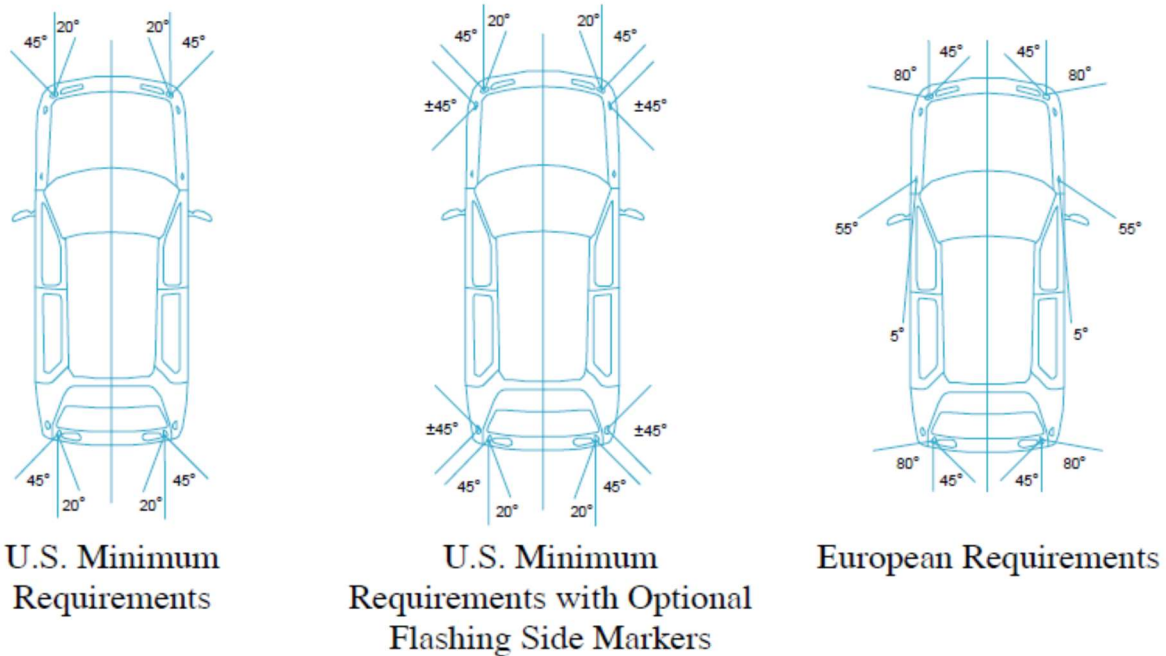 45° 20° 20° 45°
45° 20° 20° 45°
U.S. Minimum
Requirements
45° 20° 20° 45°
±45° ±45°
±45° ±45°
45° 20° 20° 45°
U.S. Minimum
Requirements with Optional
Flashing Side Markers
80° 45° 45° 80°
55° 55°
5° 5°
80° 45° 45° 80°
European Requirements